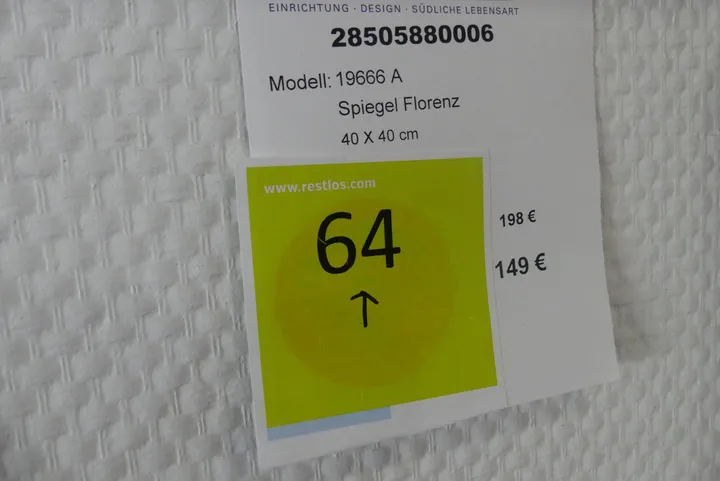 EINRICHTUNG · DESIGN · SÜDLICHE LEBENSART
28505880006
Modell: 19666 A
Spiegel Florenz
40 X 40 cm
www.restlos.com
64
198 €
149 €